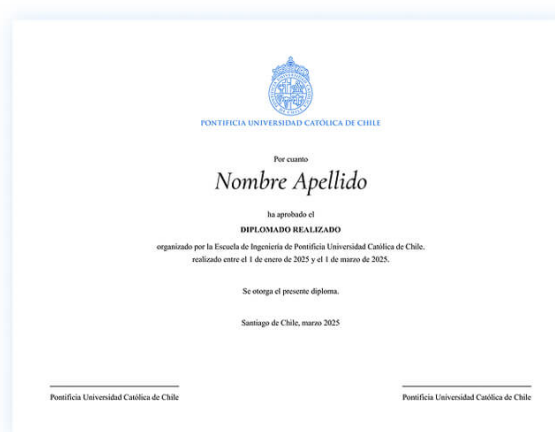 PONTIFICIA UNIVERSIDAD CATÓLICA DE CHILE
Por cuanto
Nombre Apellido
ha aprobado el
DIPLOMADO REALIZADO
organizado por la Escuela de Ingeniería de Pontificia Universidad Católica de Chile.
realizado entre el 1 de enero de 2025 y el 1 de marzo de 2025.
Se otorga el presente diploma.
Santiago de Chile, marzo 2025
Pontificia Universidad Católica de Chile
Pontificia Universidad Católica de Chile